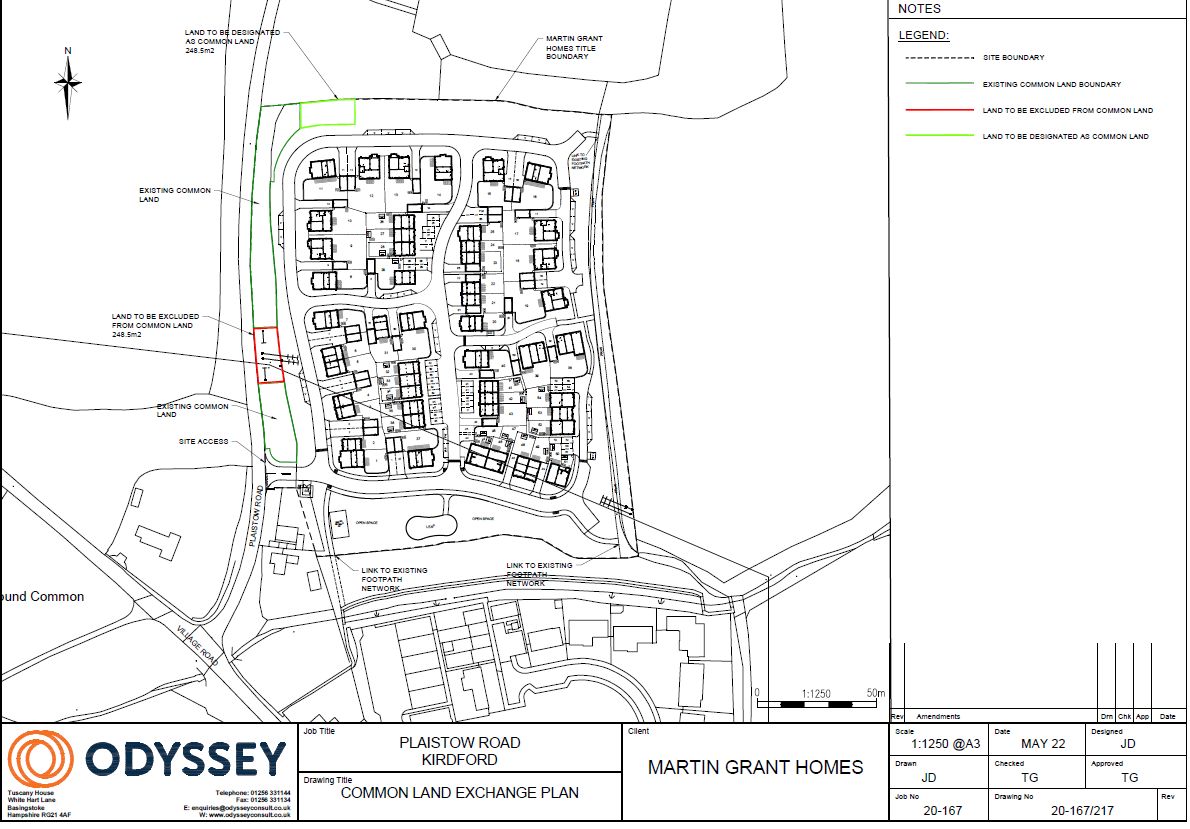 LAND TO BE DESIGNATED
AS COMMON LAND
248.5m2
MARTIN GRANT
HOMES TITLE
BOUNDARY
N
EXISTING COMMON
LAND
LAND TO BE EXCLUDED
FROM COMMON LAND
248.5m2
EXISTING COMMON
LAND
SITE ACCESS
PLAISTOW ROAD
OPEN SPACE
OPEN SPACE
LINK TO EXISTING
FOOTPATH
NETWORK
LINK TO EXISTING
FOOTPATH
NETWORK
LINK TO
EXISTING
FOOTPATH
NETWORK
ound Common
VILLAGE ROAD
0 1:1250 50m
NOTES
LEGEND:
SITE BOUNDARY
EXISTING COMMON LAND BOUNDARY
LAND TO BE EXCLUDED FROM COMMON LAND
LAND TO BE DESIGNATED AS COMMON LAND
Rev Amendments Drn Chk App Date
ODYSSEY
Tuscany House
White Hart Lane
Basingstoke
Hampshire RG21 4AF
Telephone: 01256 331144
Fax: 01256 331134
E: enquiries@odysseyconsult.co.uk
W: www.odysseyconsult.co.uk
Job Title
PLAISTOW ROAD
KIRDFORD
Drawing Title
COMMON LAND EXCHANGE PLAN
Client
MARTIN GRANT HOMES
Scale
1:1250 @A3
Date
MAY 22
Designed
JD
Drawn
JD
Checked
TG
Approved
TG
Job No
20-167
Drawing No
20-167/217
Rev